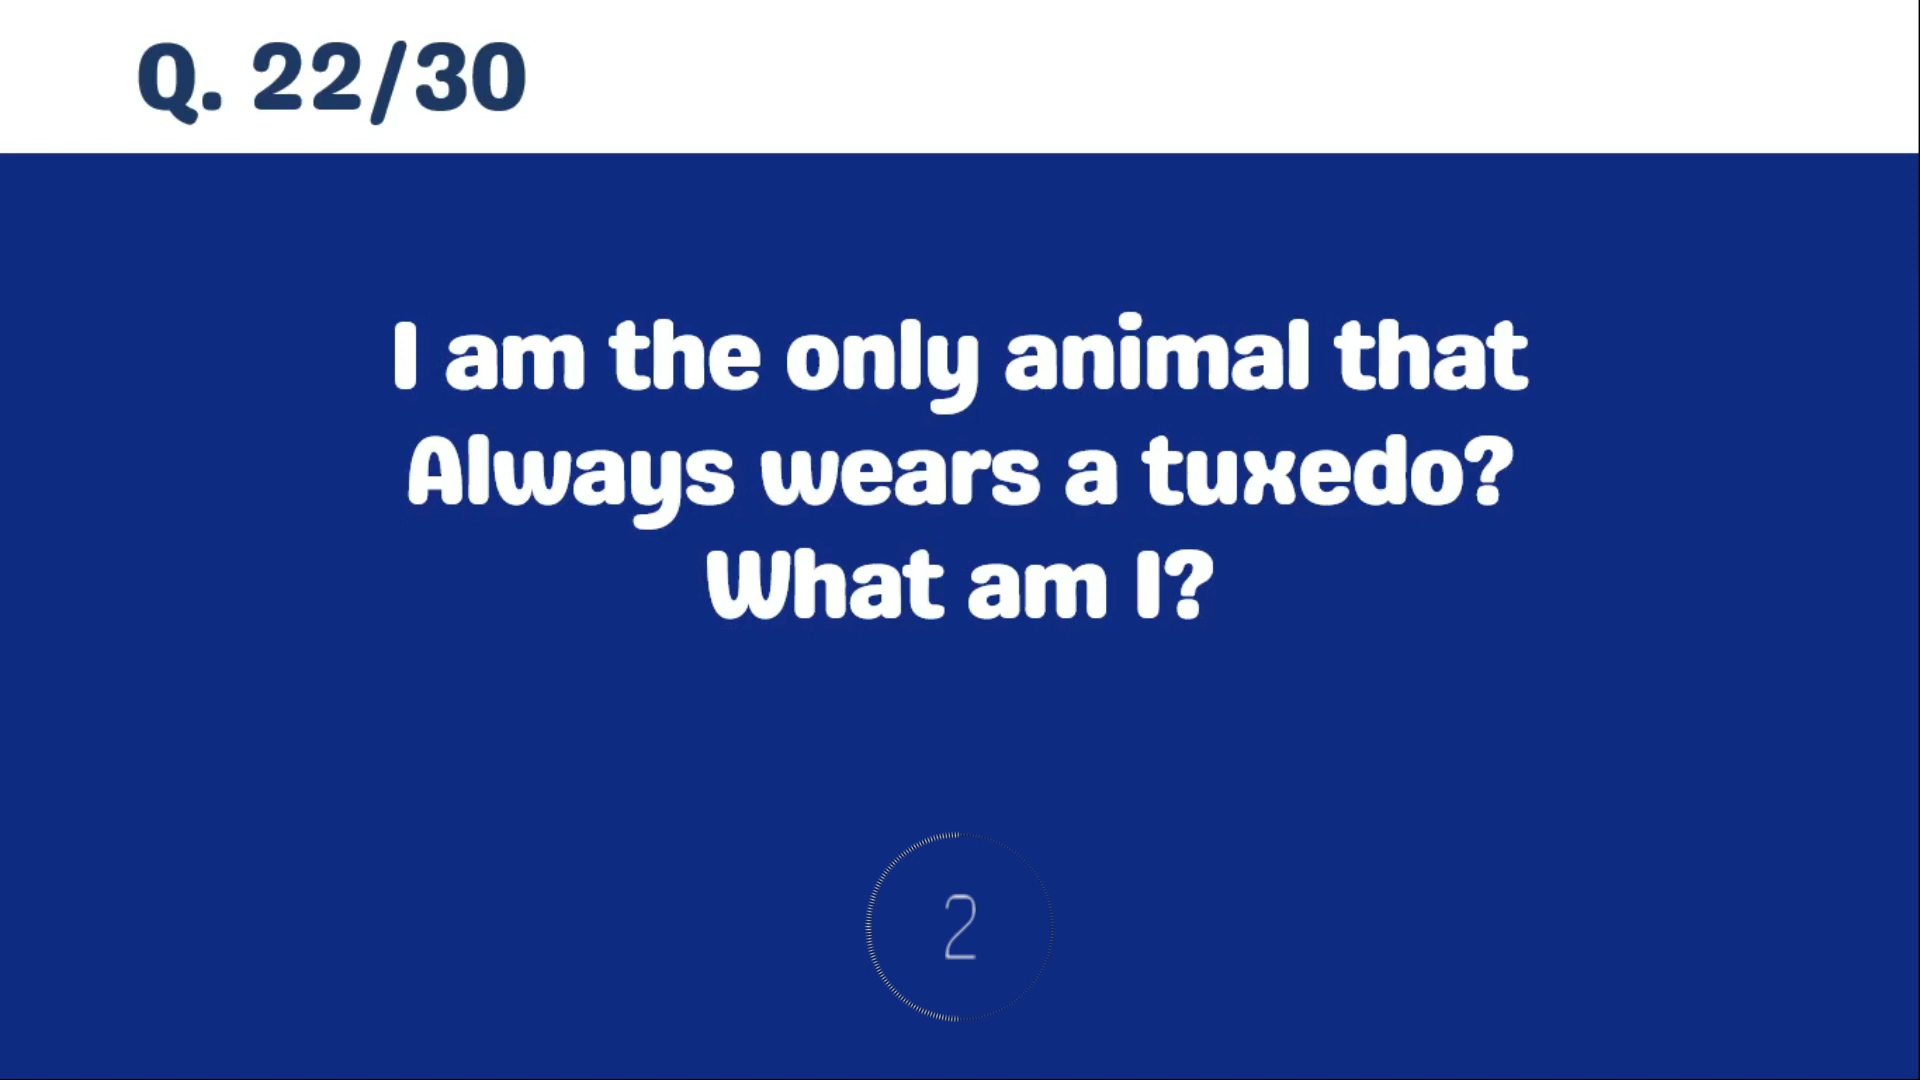 Q. 22/30
I am the only animal that
Always wears a tuxedo?
What am I?
2